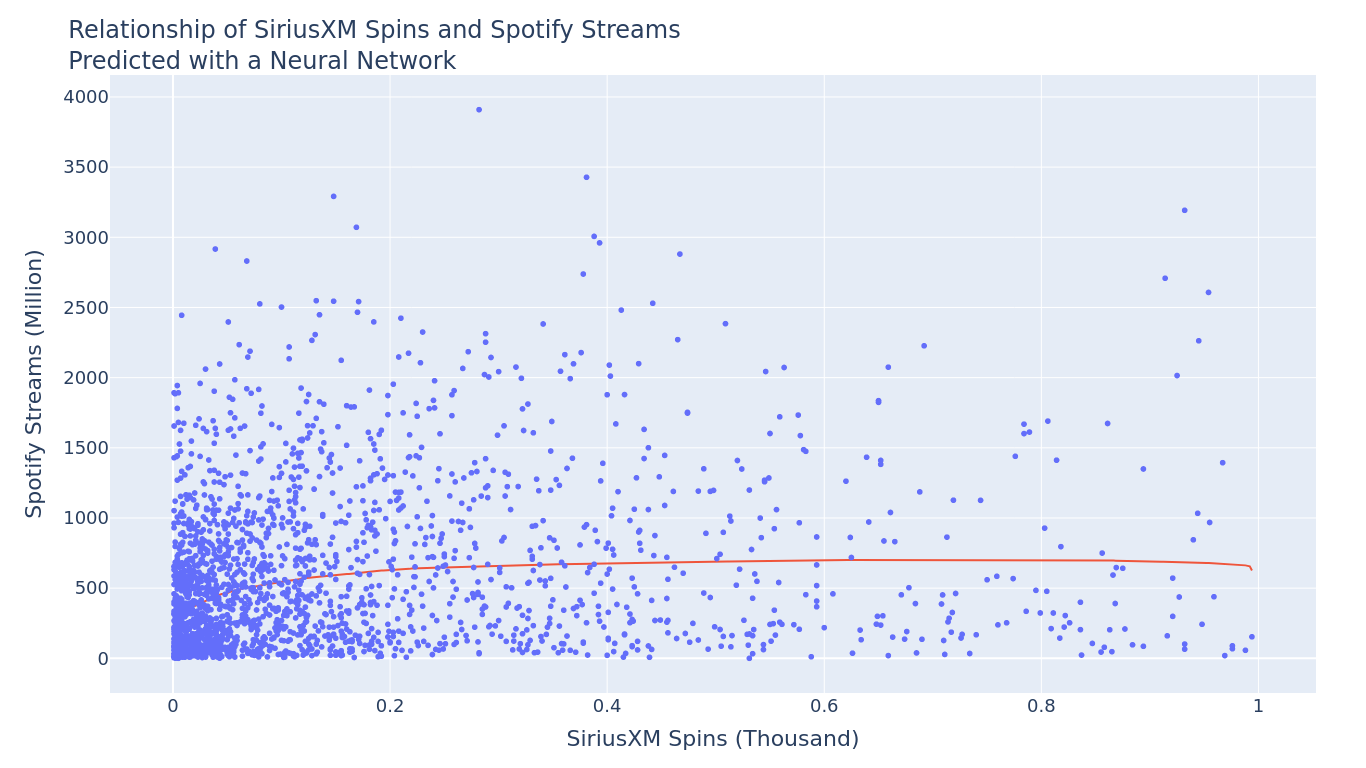 Relationship of SiriusXM Spins and Spotify Streams
Predicted with a Neural Network
4000
3500
3000
2500
2000
1500
1000
500
0
Spotify Streams (Million)
0 0.2 0.4 0.6 0.8 1
SiriusXM Spins (Thousand)